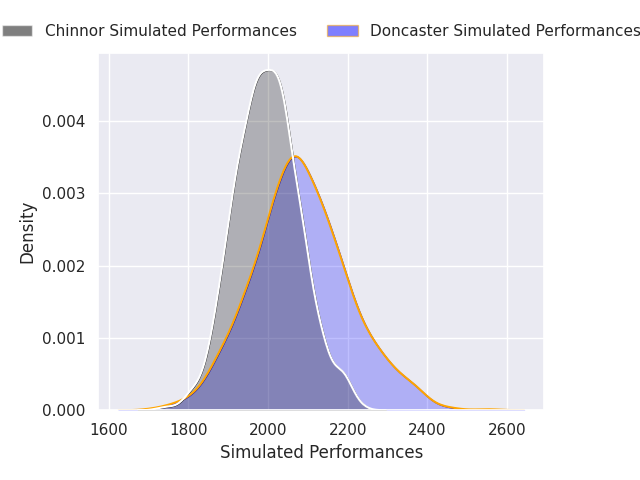 Chinnor Simulated Performances
Doncaster Simulated Performances
0.004
0.003
0.002
0.001
0.000
Density
1600 1800 2000 2200 2400 2600
Simulated Performances